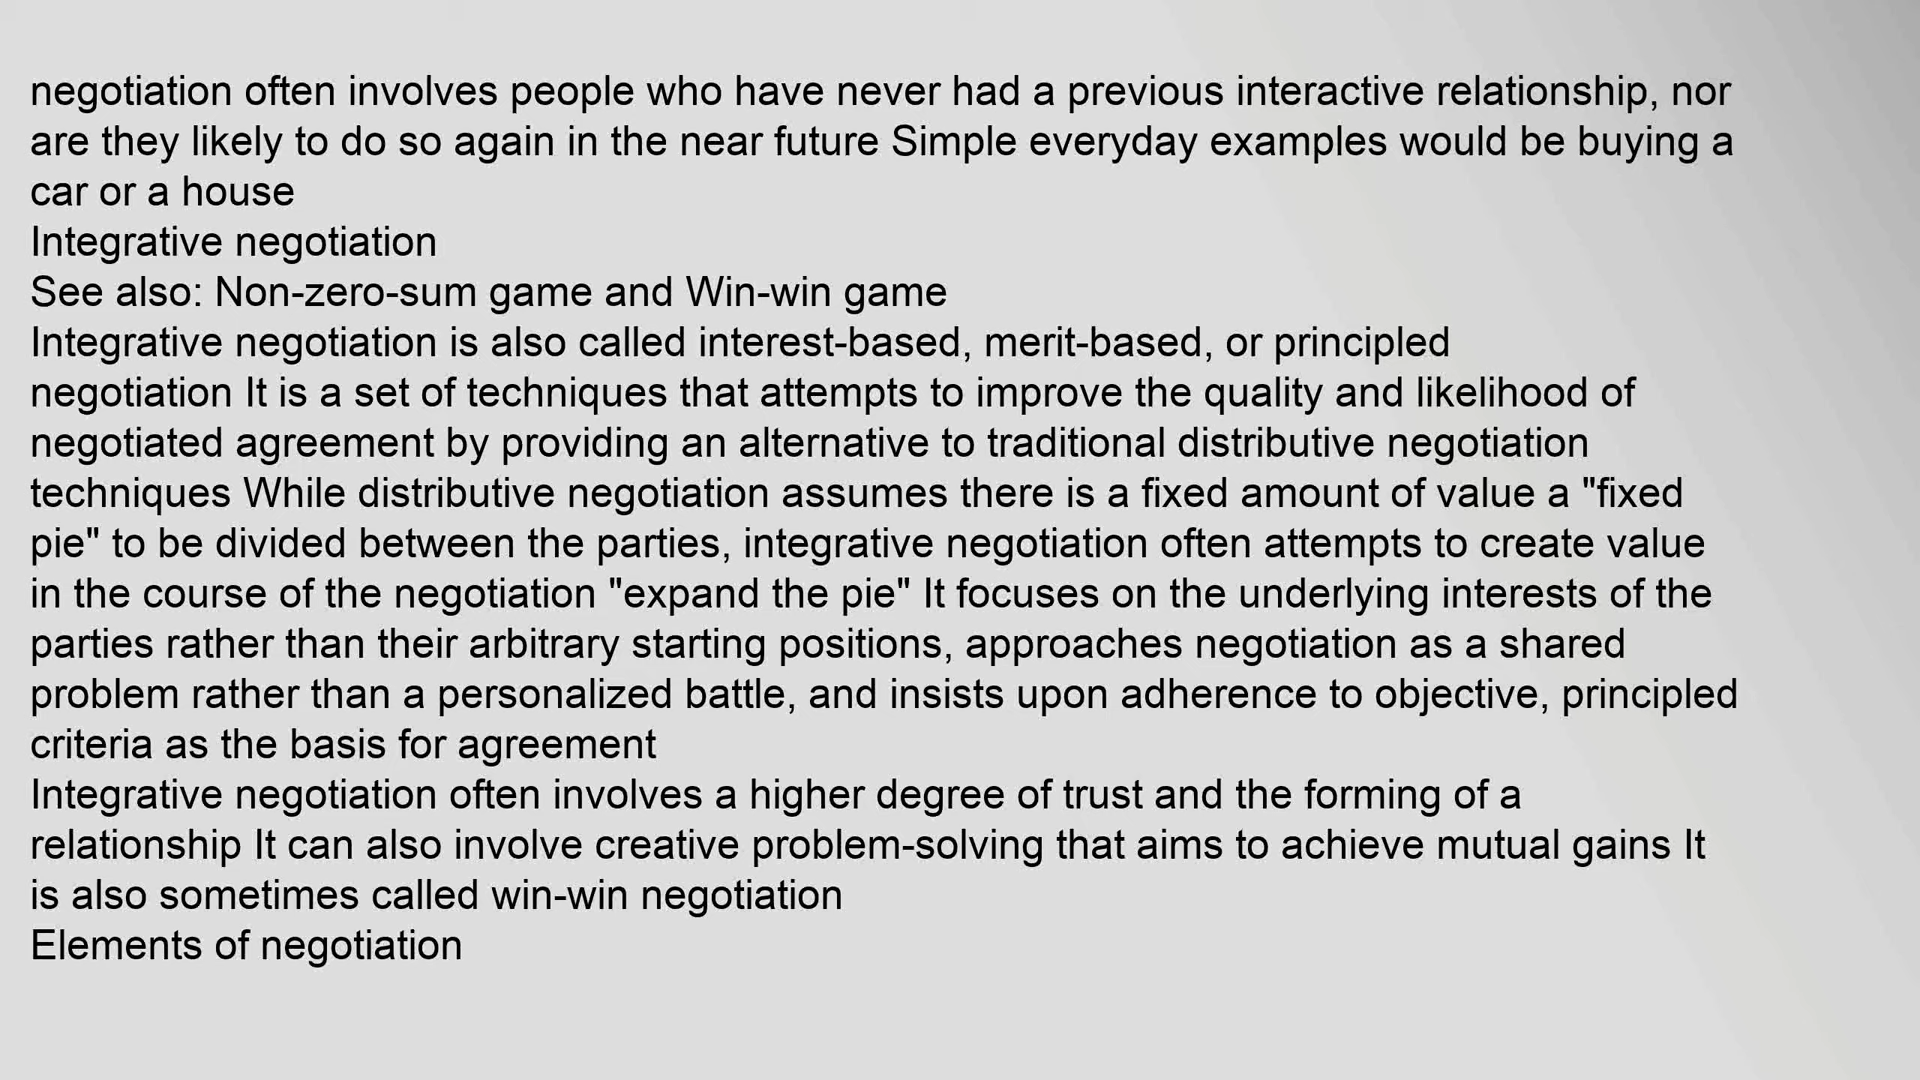 negotiation often involves people who have never had a previous interactive relationship, nor
are they likely to do so again in the near future Simple everyday examples would be buying a
car or a house
Integrative negotiation
See also: Non-zero-sum game and Win-win game
Integrative negotiation is also called interest-based, merit-based, or principled
negotiation It is a set of techniques that attempts to improve the quality and likelihood of
negotiated agreement by providing an alternative to traditional distributive negotiation
techniques While distributive negotiation assumes there is a fixed amount of value a "fixed
pie" to be divided between the parties, integrative negotiation often attempts to create value
in the course of the negotiation "expand the pie" It focuses on the underlying interests of the
parties rather than their arbitrary starting positions, approaches negotiation as a shared
problem rather than a personalized battle, and insists upon adherence to objective, principled
criteria as the basis for agreement
Integrative negotiation often involves a higher degree of trust and the forming of a
relationship It can also involve creative problem-solving that aims to achieve mutual gains It
is also sometimes called win-win negotiation
Elements of negotiation